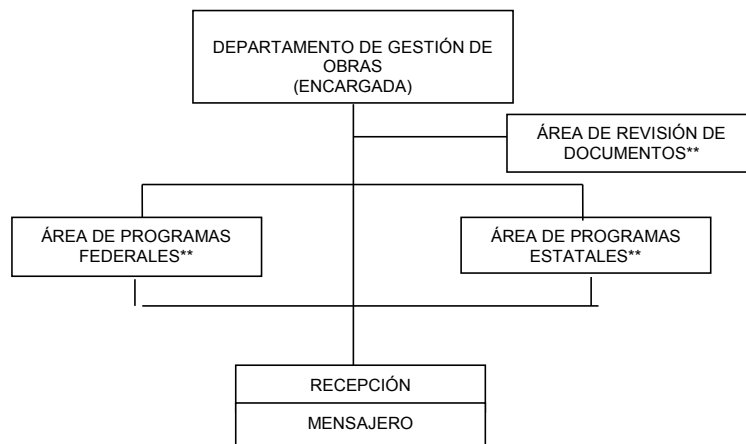 DEPARTAMENTO DE GESTIÓN DE
OBRAS
(ENCARGADA)
ÁREA DE REVISIÓN DE
DOCUMENTOS**
ÁREA DE PROGRAMAS
FEDERALES**
ÁREA DE PROGRAMAS
ESTATALES**
RECEPCIÓN
MENSAJERO